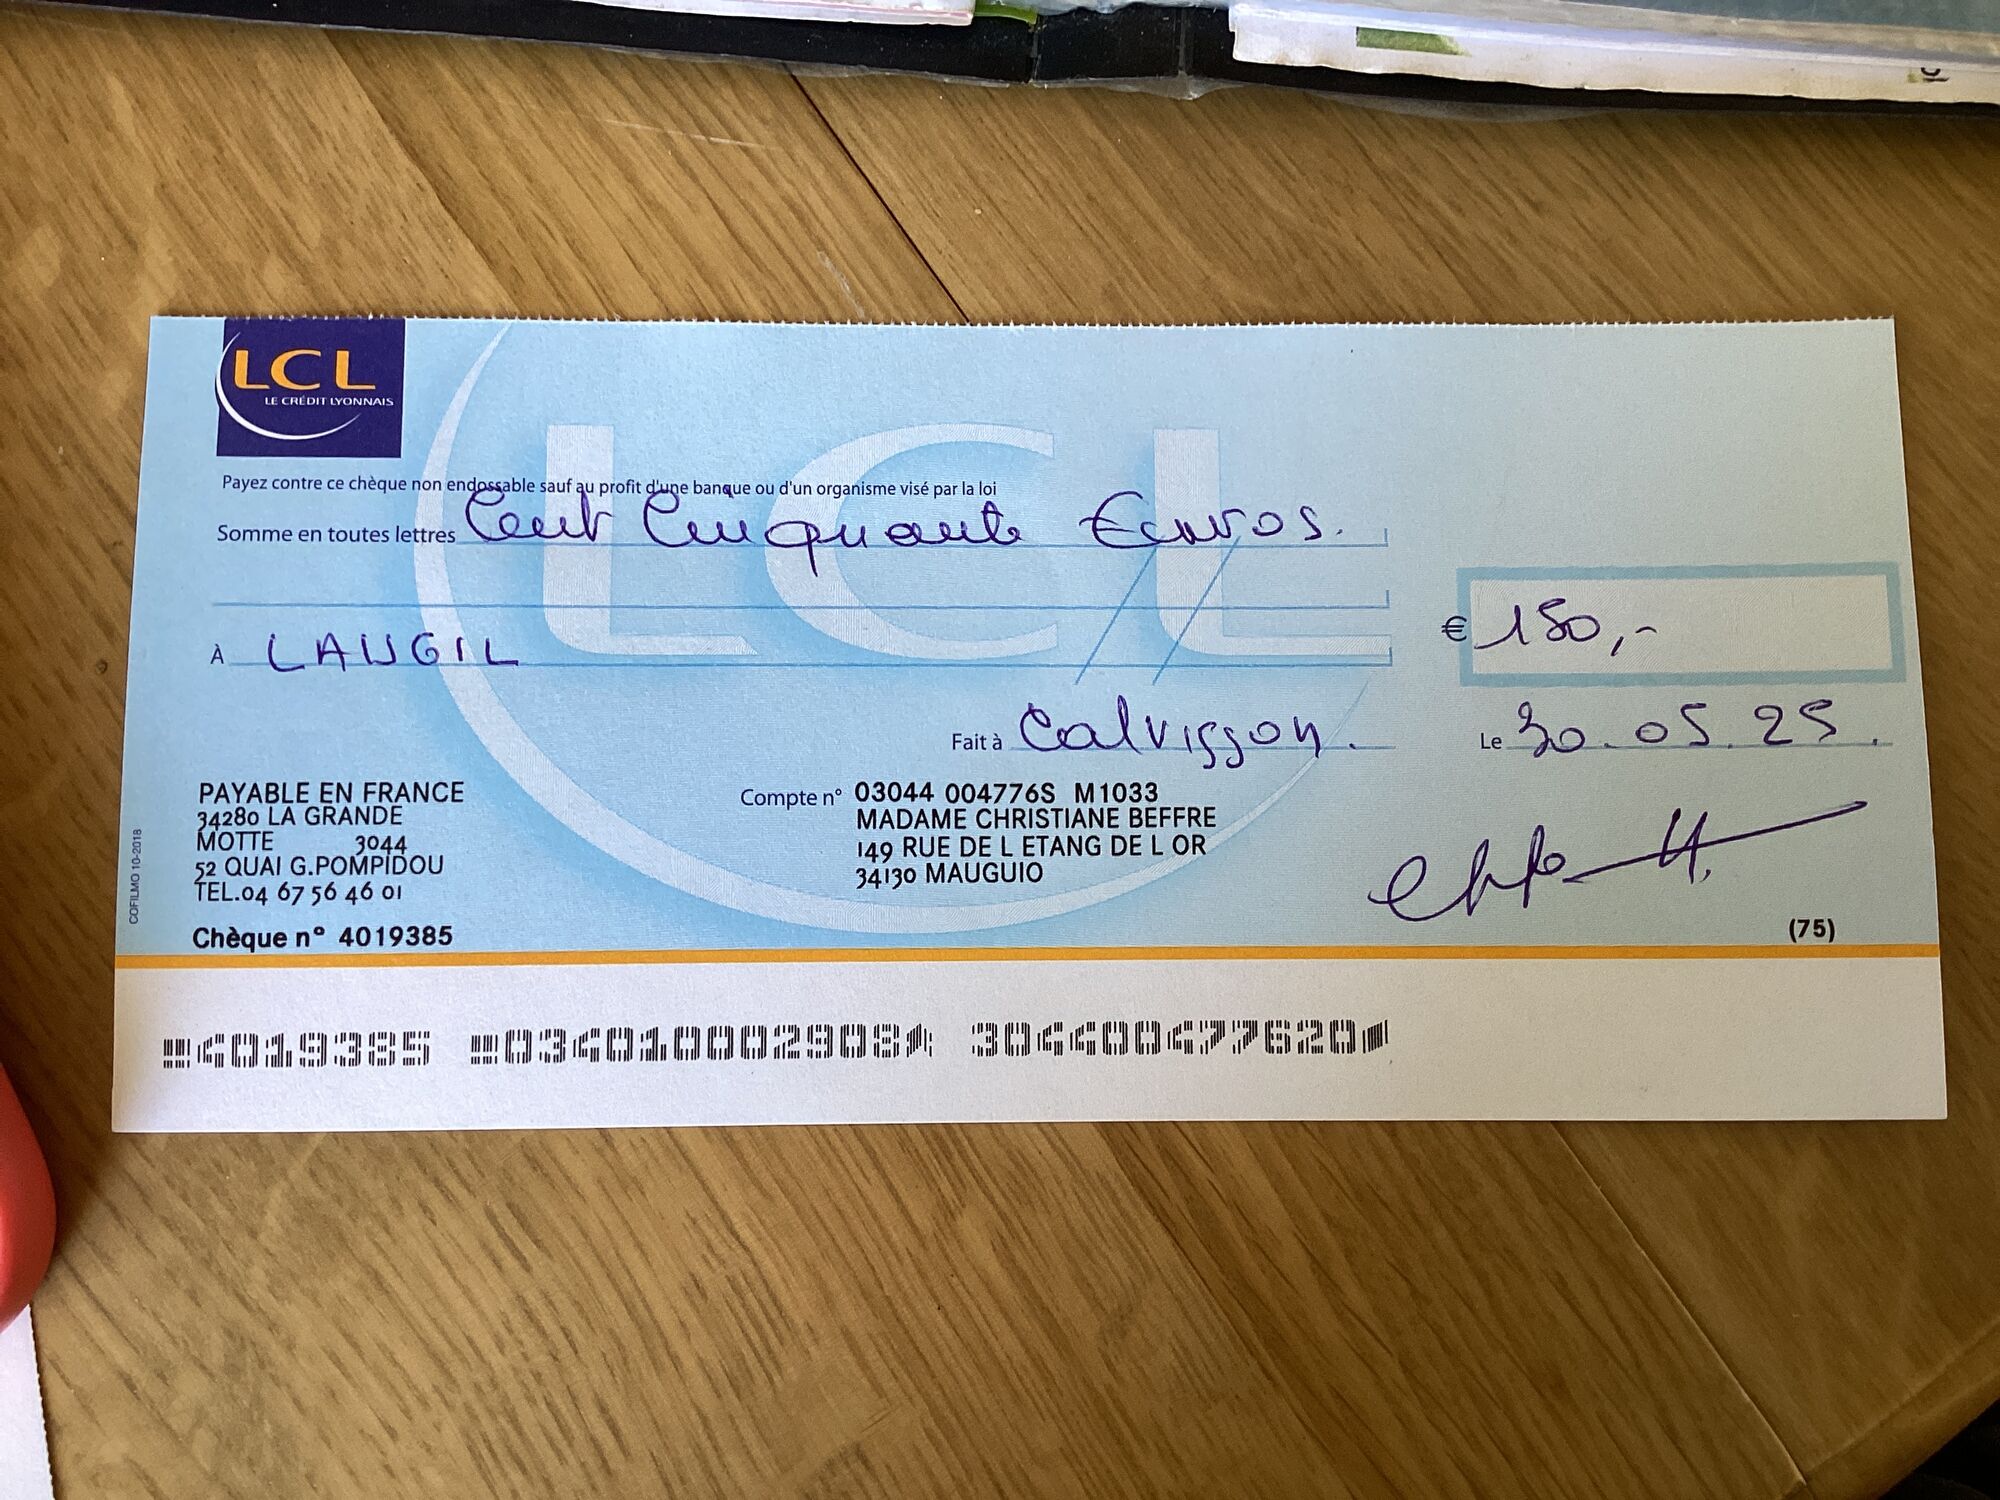 LCL
LE CRÉDIT LYONNAIS
LCL
Payez contre ce chèque non endossable sauf au profit d'une banque ou d'un organisme visé par la loi
Somme en toutes lettres Cent Cinquante Euros.
€ 150,-
À LAUGIL
Fait à Calvisson. Le 30.05.25.
PAYABLE EN FRANCE
34280 LA GRANDE
MOTTE 3044
52 QUAI G.POMPIDOU
TEL.04 67 56 46 01
Compte n° 03044 004776S M1033
MADAME CHRISTIANE BEFFRE
149 RUE DE L ETANG DE L OR
34130 MAUGUIO
COFILMO 10-2018
Chèque n° 4019385
(75)
4019385 034010002908 304400477620